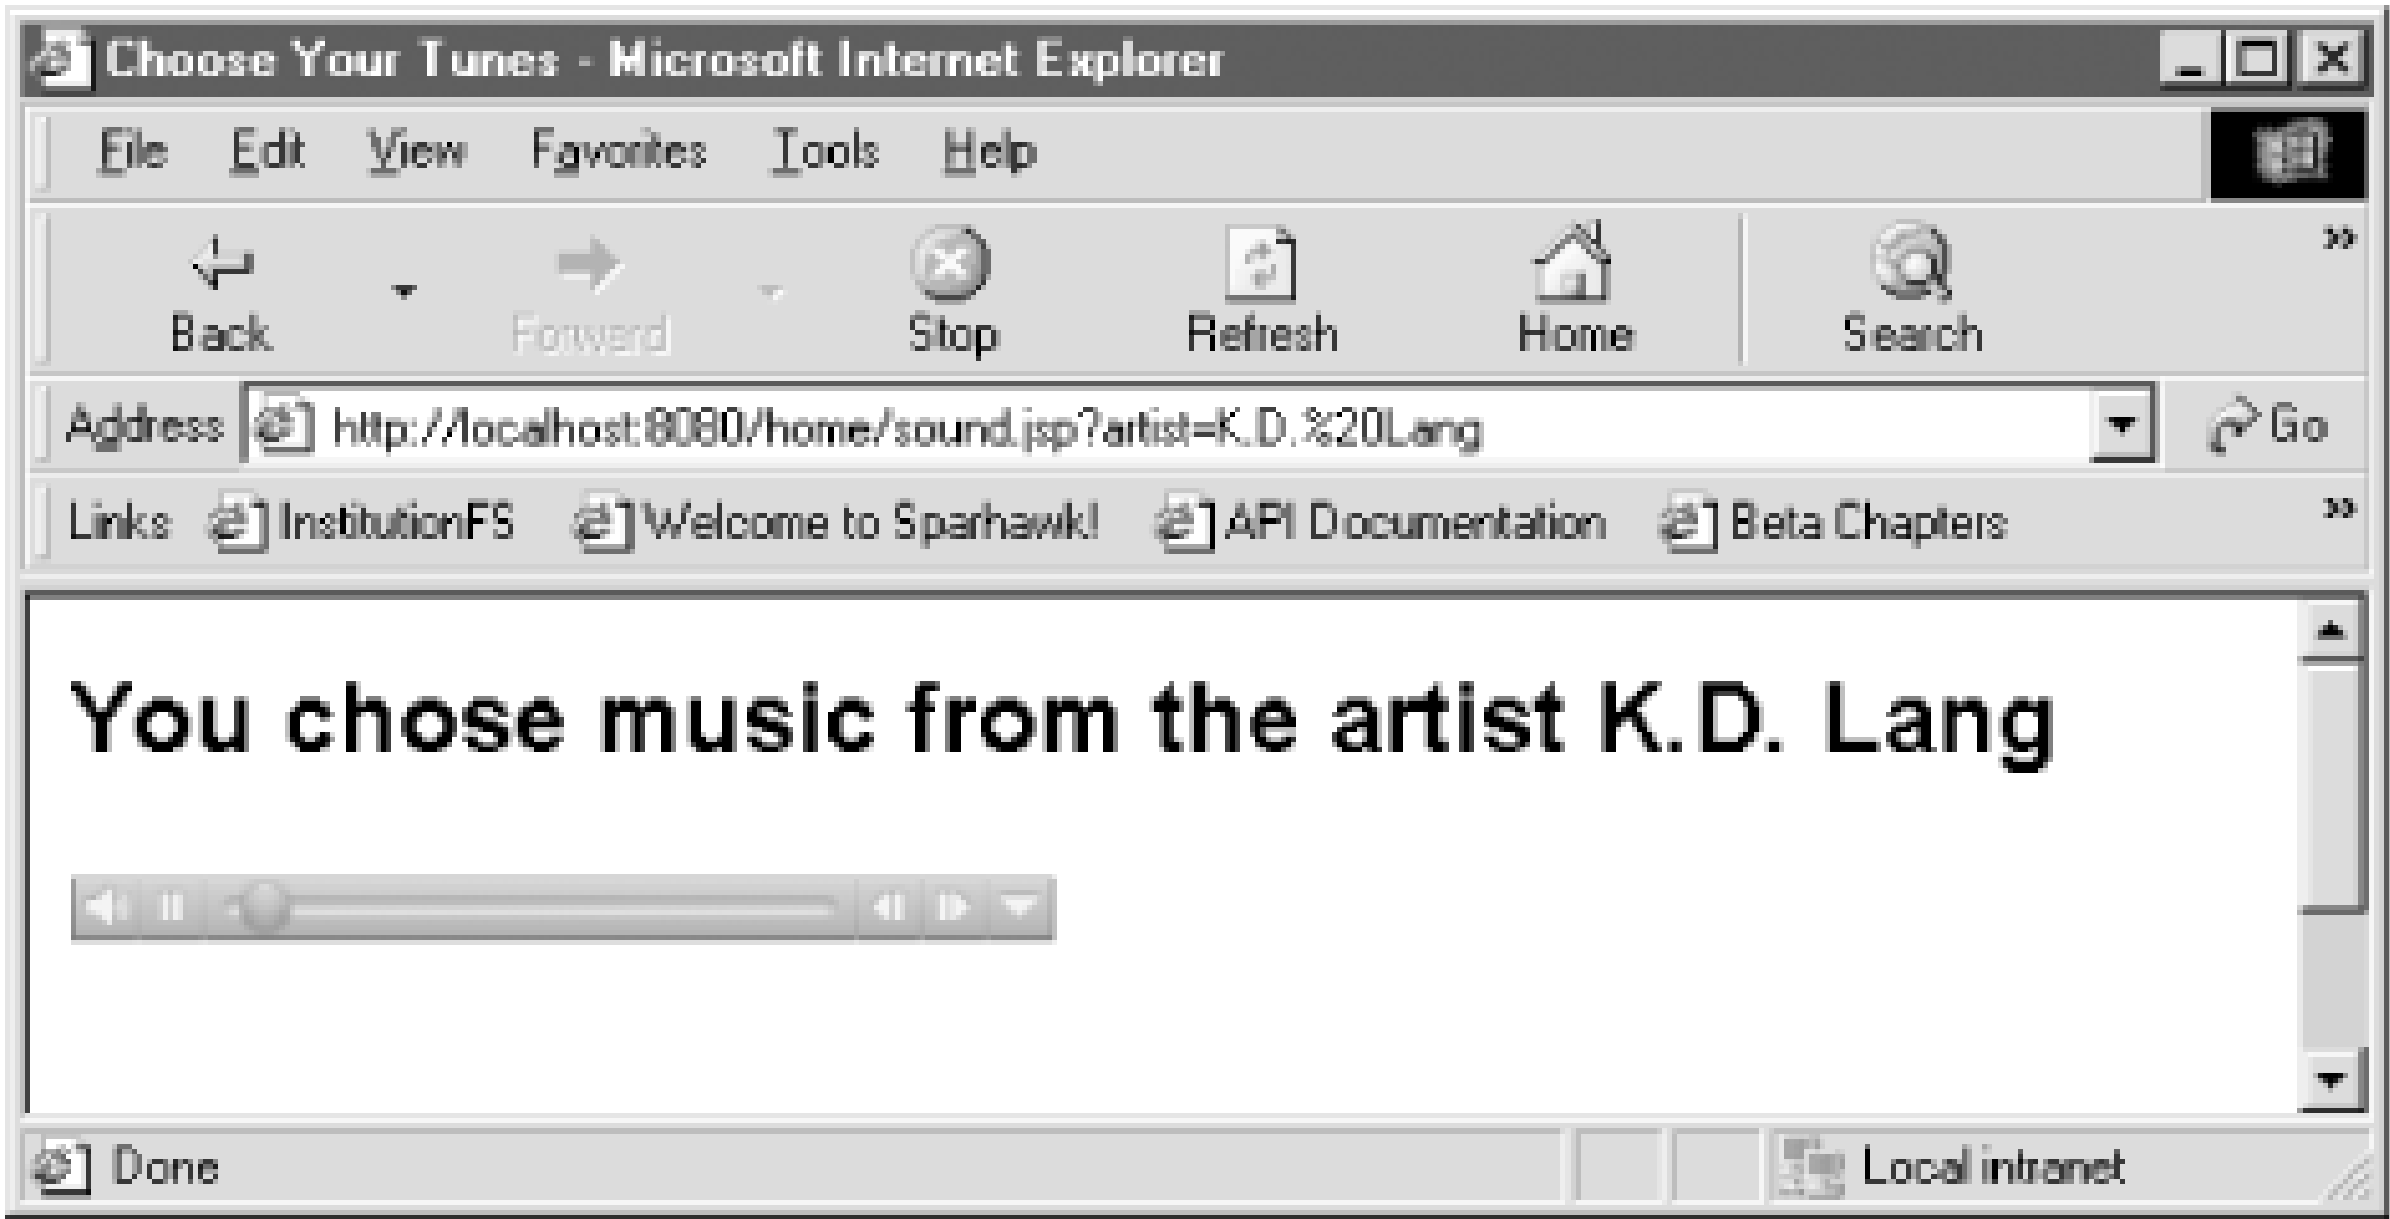 Choose Your Tunes - Microsoft Internet Explorer
File Edit View Favorites Tools Help
Back Forward Stop Refresh Home Search »
Address http://localhost:8080/home/sound.jsp?artist=K.D.%20Lang Go
Links InstitutionFS Welcome to Sparhawk! API Documentation Beta Chapters »
You chose music from the artist K.D. Lang
Done Local intranet